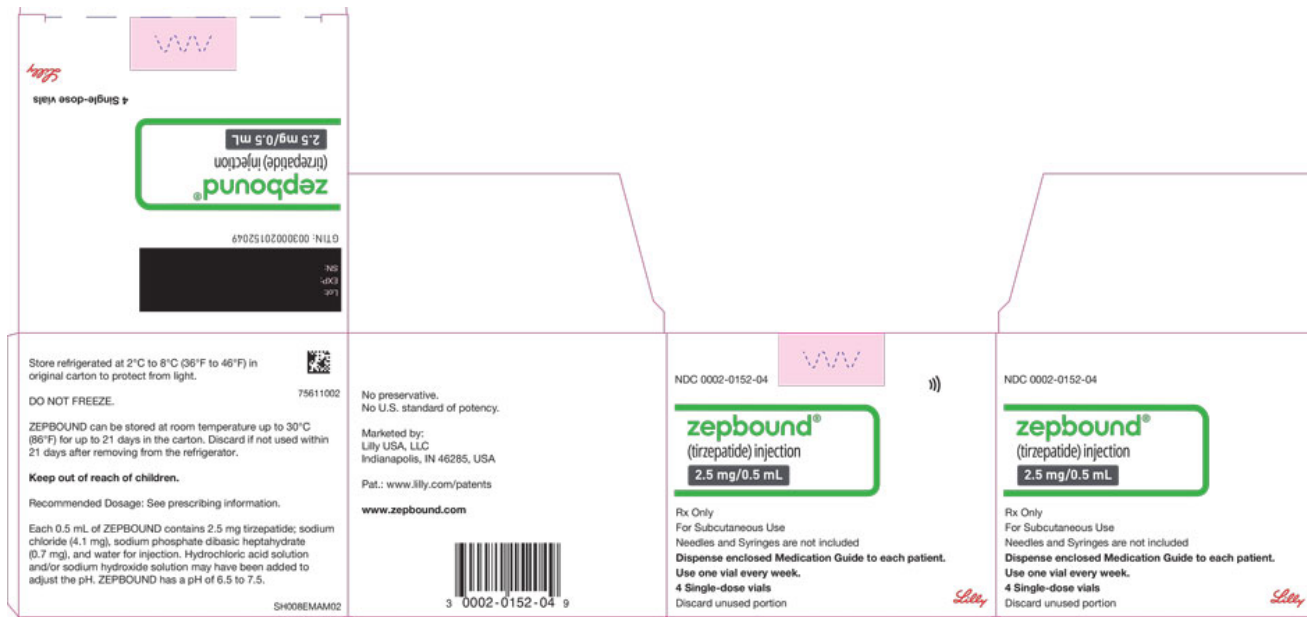 Lilly
4 Single-dose vials
zepbound®
(tirzepatide) injection
2.5 mg/0.5 mL
GTIN: 00300020152049
Lot:
EXP:
SN:
Store refrigerated at 2°C to 8°C (36°F to 46°F) in
original carton to protect from light.
75611002
DO NOT FREEZE.
ZEPBOUND can be stored at room temperature up to 30°C
(86°F) for up to 21 days in the carton. Discard if not used within
21 days after removing from the refrigerator.
Keep out of reach of children.
Recommended Dosage: See prescribing information.
Each 0.5 mL of ZEPBOUND contains 2.5 mg tirzepatide; sodium
chloride (4.1 mg), sodium phosphate dibasic heptahydrate
(0.7 mg), and water for injection. Hydrochloric acid solution
and/or sodium hydroxide solution may have been added to
adjust the pH. ZEPBOUND has a pH of 6.5 to 7.5.
SH008EMAM02
No preservative.
No U.S. standard of potency.
Marketed by:
Lilly USA, LLC
Indianapolis, IN 46285, USA
Pat.: www.lilly.com/patents
www.zepbound.com
3 0002-0152-04 9
NDC 0002-0152-04
zepbound®
(tirzepatide) injection
2.5 mg/0.5 mL
Rx Only
For Subcutaneous Use
Needles and Syringes are not included
Dispense enclosed Medication Guide to each patient.
Use one vial every week.
4 Single-dose vials
Discard unused portion
Lilly
NDC 0002-0152-04
zepbound®
(tirzepatide) injection
2.5 mg/0.5 mL
Rx Only
For Subcutaneous Use
Needles and Syringes are not included
Dispense enclosed Medication Guide to each patient.
Use one vial every week.
4 Single-dose vials
Discard unused portion
Lilly